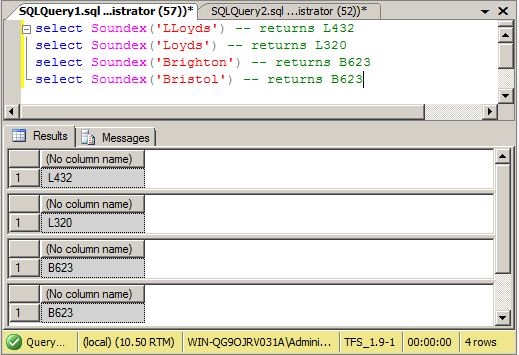 SQLQuery1.sql ...istrator (57))* SQLQuery2.sql ...istrator (52))*
select Soundex('LLoyds') -- returns L432
select Soundex('Loyds') -- returns L320
select Soundex('Brighton') -- returns B623
select Soundex('Bristol') -- returns B623
Results Messages
(No column name)
1 L432
(No column name)
1 L320
(No column name)
1 B623
(No column name)
1 B623
Query... (local) (10.50 RTM) WIN-QG9OJRV031A\Admini... TFS_1.9-1 00:00:00 4 rows